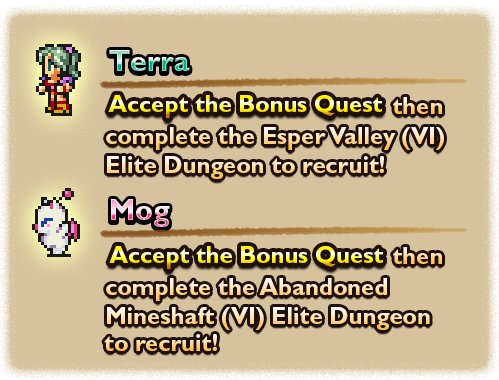 Terra
Accept the Bonus Quest then
complete the Esper Valley (VI)
Elite Dungeon to recruit!
Mog
Accept the Bonus Quest then
complete the Abandoned
Mineshaft (VI) Elite Dungeon
to recruit!